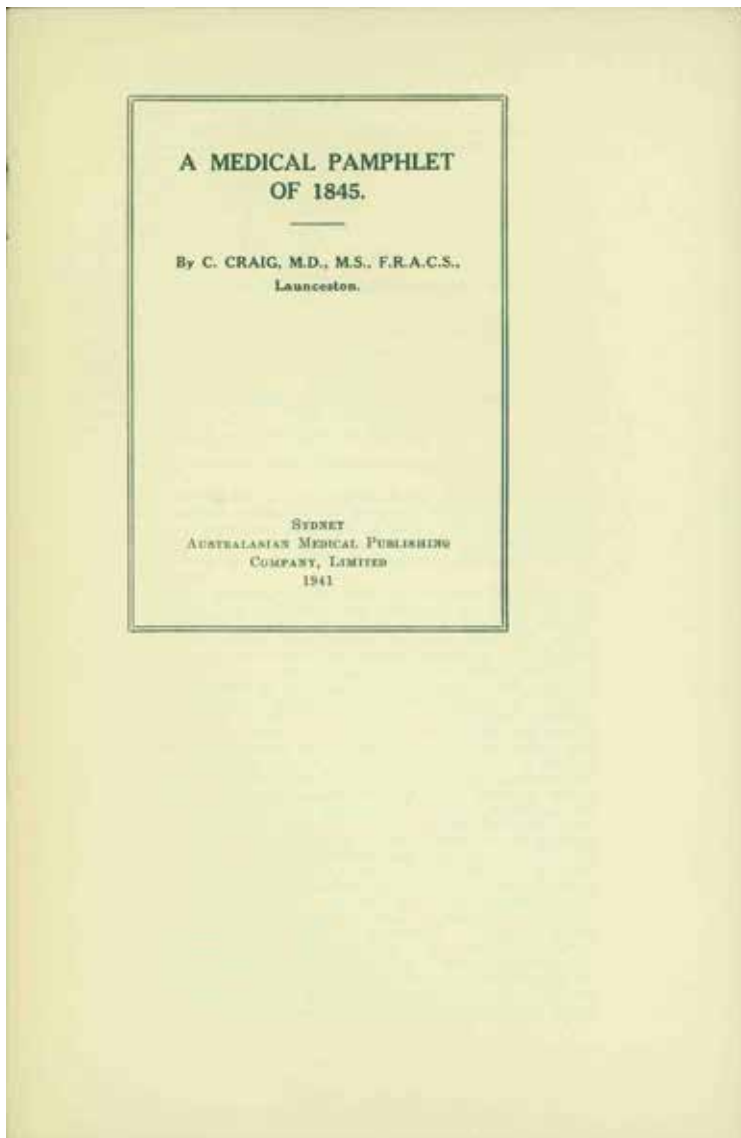 A MEDICAL PAMPHLET
OF 1845.
By C. CRAIG, M.D., M.S., F.R.A.C.S.,
Launceston.
SYDNEY
AUSTRALASIAN MEDICAL PUBLISHING
COMPANY, LIMITED
1941